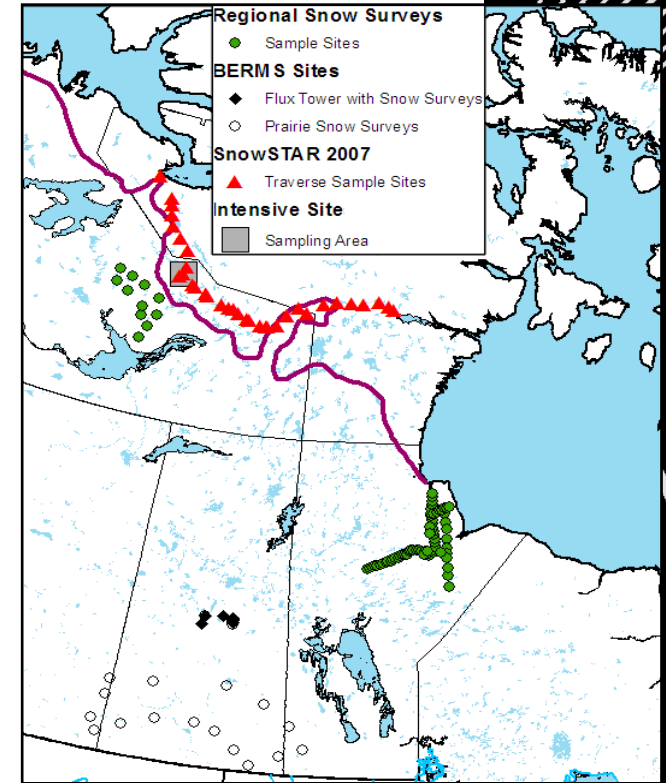 Regional Snow Surveys
Sample Sites
BERMS Sites
Flux Tower with Snow Surveys
Prairie Snow Surveys
SnowSTAR 2007
Traverse Sample Sites
Intensive Site
Sampling Area